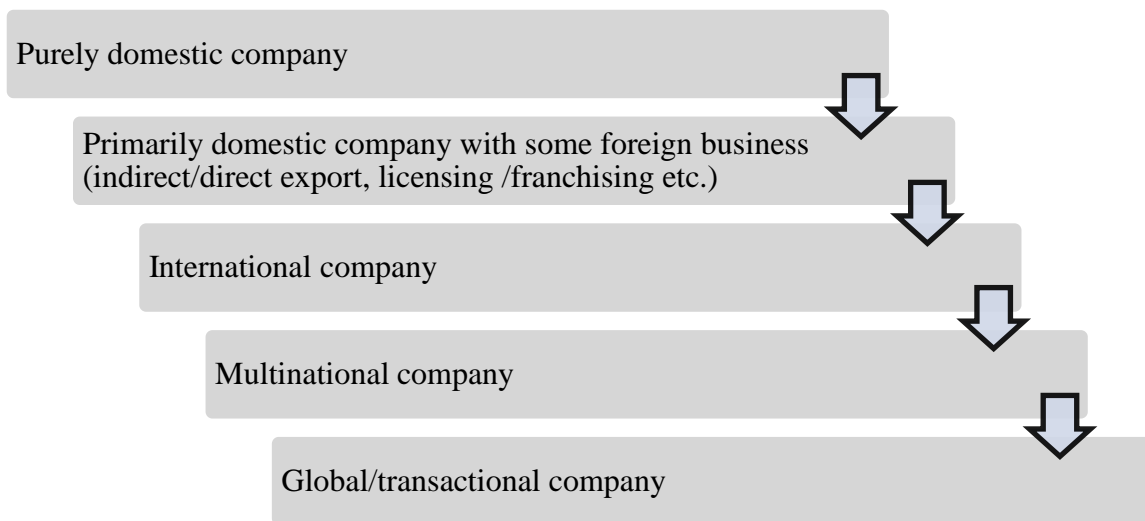 Purely domestic company
Primarily domestic company with some foreign business
(indirect/direct export, licensing /franchising etc.)
International company
Multinational company
Global/transactional company